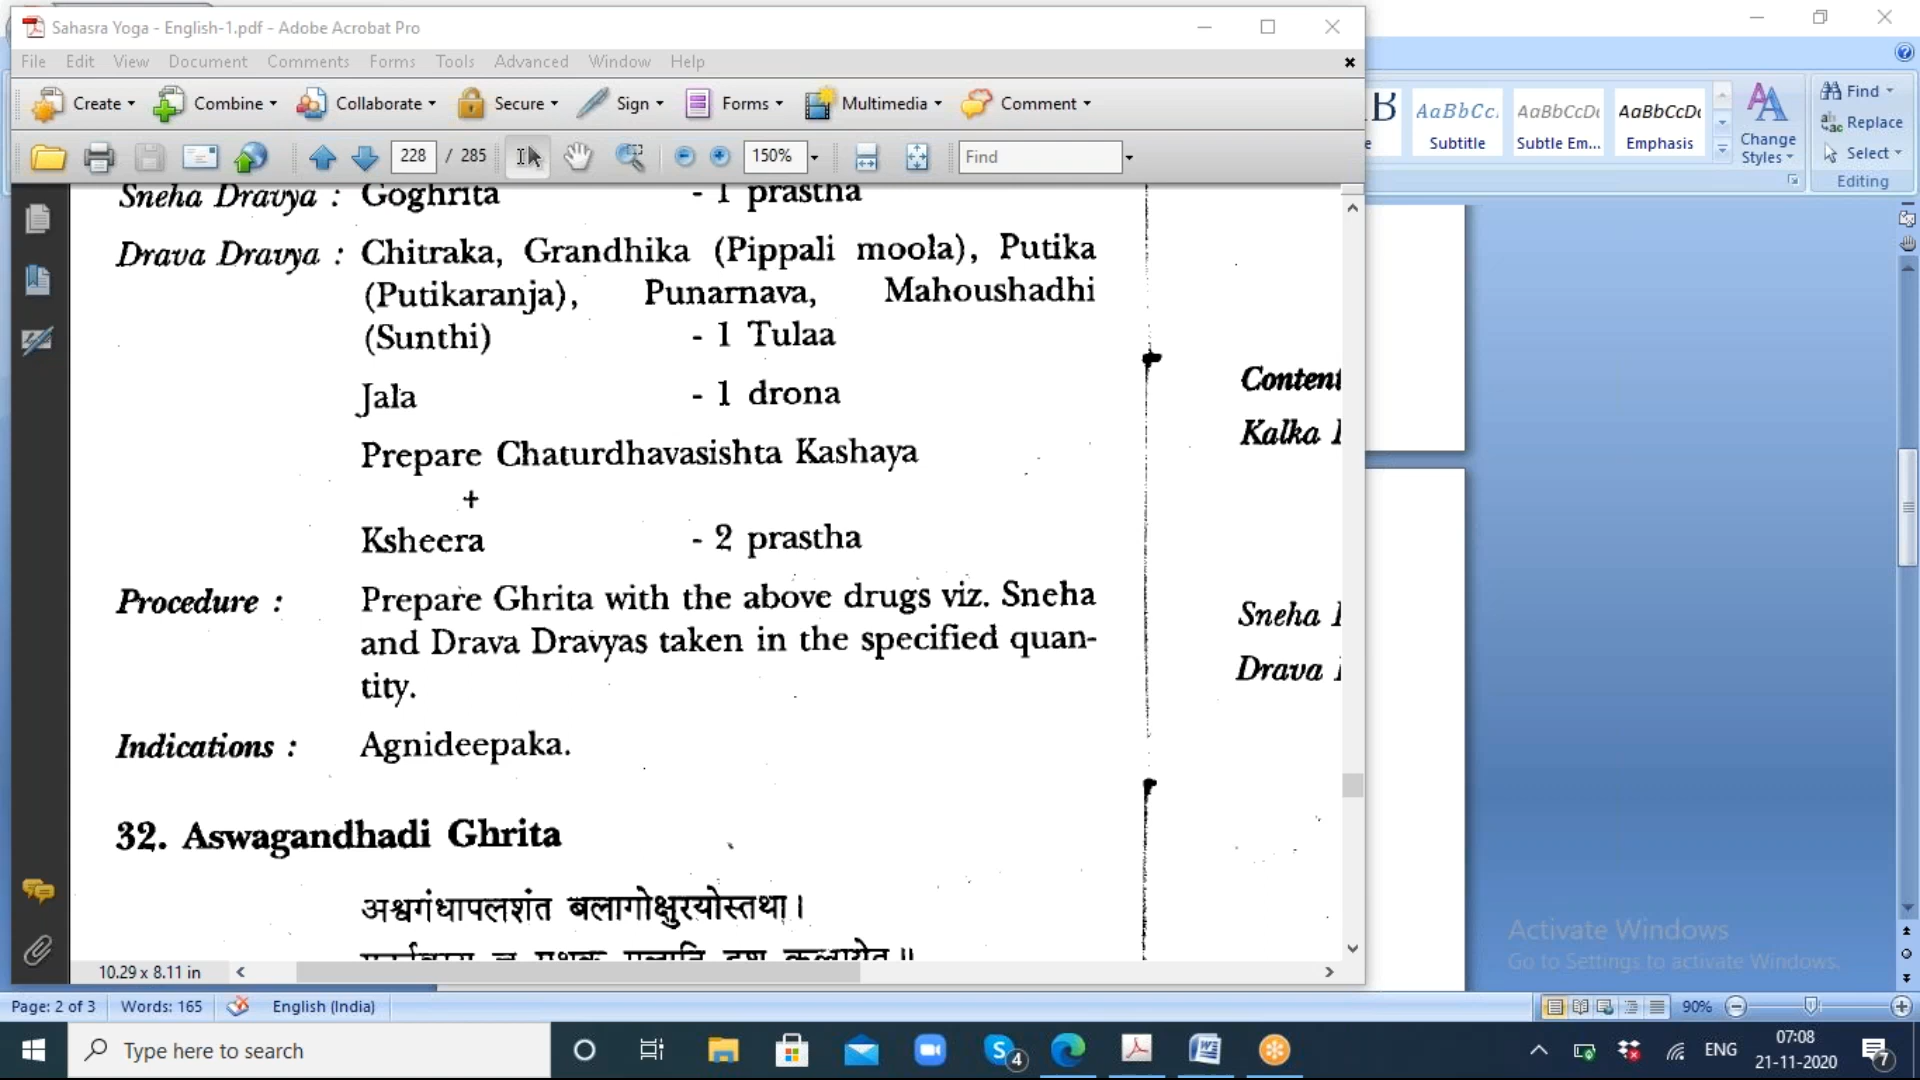 Sahasra Yoga - English-1.pdf - Adobe Acrobat Pro
File Edit View Document Comments Forms Tools Advanced Window Help
Create Combine Collaborate Secure Sign Forms Multimedia Comment
228 / 285 150% Find
AaBbCc. AaBbCcDc AaBbCcDc
Subtitle Subtle Em... Emphasis
Change Styles
Find
Replace
Select
Editing
Sneha Dravya : Goghrita - 1 prastha
Drava Dravya : Chitraka, Grandhika (Pippali moola), Putika
(Putikaranja), Punarnava, Mahoushadhi
(Sunthi) - 1 Tulaa
Jala - 1 drona
Prepare Chaturdhavasishta Kashaya
+
Ksheera - 2 prastha
Procedure : Prepare Ghrita with the above drugs viz. Sneha
and Drava Dravyas taken in the specified quan-
tity.
Indications : Agnideepaka.
32. Aswagandhadi Ghrita
अश्वगंधापलशंत बलागोक्षुरयोस्तथा।
Content
Kalka
Sneha
Drava
10.29 x 8.11 in
Activate Windows
Go to Settings to activate Windows.
Page: 2 of 3 Words: 165 English (India) 90%
Type here to search
4
ENG
07:08
21-11-2020
7